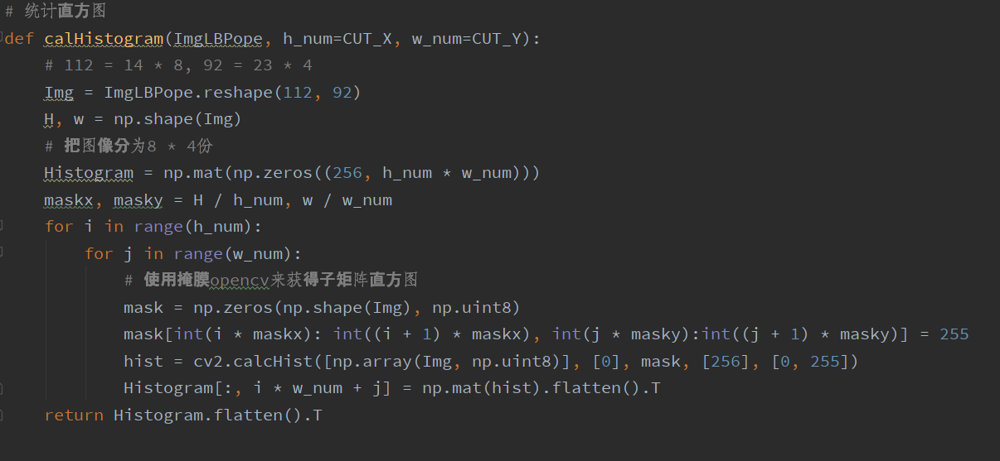 # 统计直方图
def calHistogram(ImgLBPope, h_num=CUT_X, w_num=CUT_Y):
    # 112 = 14 * 8, 92 = 23 * 4
    Img = ImgLBPope.reshape(112, 92)
    H, w = np.shape(Img)
    # 把图像分为8 * 4份
    Histogram = np.mat(np.zeros((256, h_num * w_num)))
    maskx, masky = H / h_num, w / w_num
    for i in range(h_num):
        for j in range(w_num):
            # 使用掩膜opencv来获得子矩阵直方图
            mask = np.zeros(np.shape(Img), np.uint8)
            mask[int(i * maskx): int((i + 1) * maskx), int(j * masky):int((j + 1) * masky)] = 255
            hist = cv2.calcHist([np.array(Img, np.uint8)], [0], mask, [256], [0, 255])
            Histogram[:, i * w_num + j] = np.mat(hist).flatten().T
    return Histogram.flatten().T